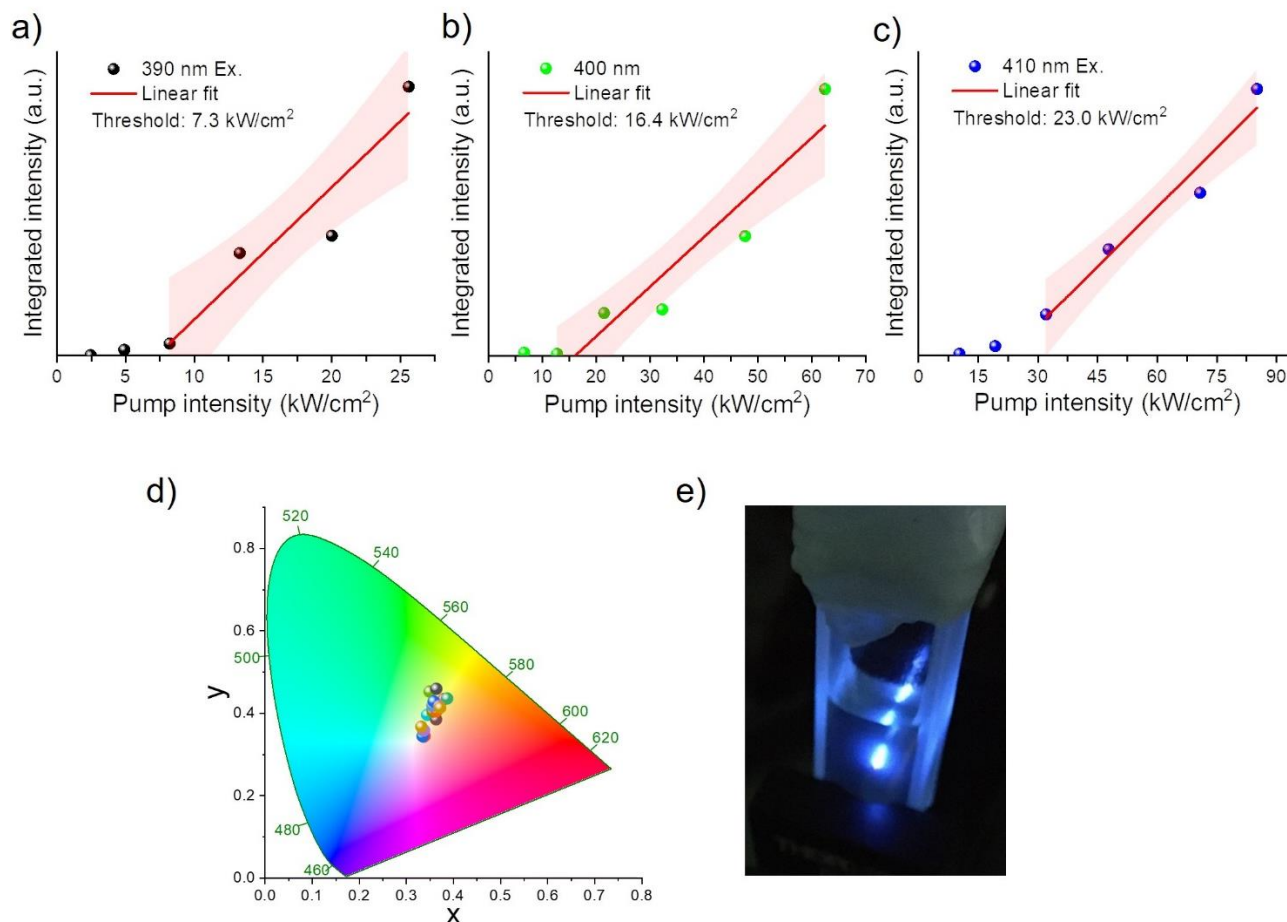 a)
390 nm Ex.
Linear fit
Threshold: 7.3 kW/cm²
Integrated intensity (a.u.)
0 5 10 15 20 25
Pump intensity (kW/cm²)
b)
400 nm
Linear fit
Threshold: 16.4 kW/cm²
Integrated intensity (a.u.)
0 10 20 30 40 50 60 70
Pump intensity (kW/cm²)
c)
410 nm Ex.
Linear fit
Threshold: 23.0 kW/cm²
Integrated intensity (a.u.)
0 15 30 45 60 75 90
Pump intensity (kW/cm²)
d)
520
540
560
580
600
620
500
480
460
0.8
0.6
0.4
0.2
0.0
y
0.0 0.1 0.2 0.3 0.4 0.5 0.6 0.7 0.8
x
e)